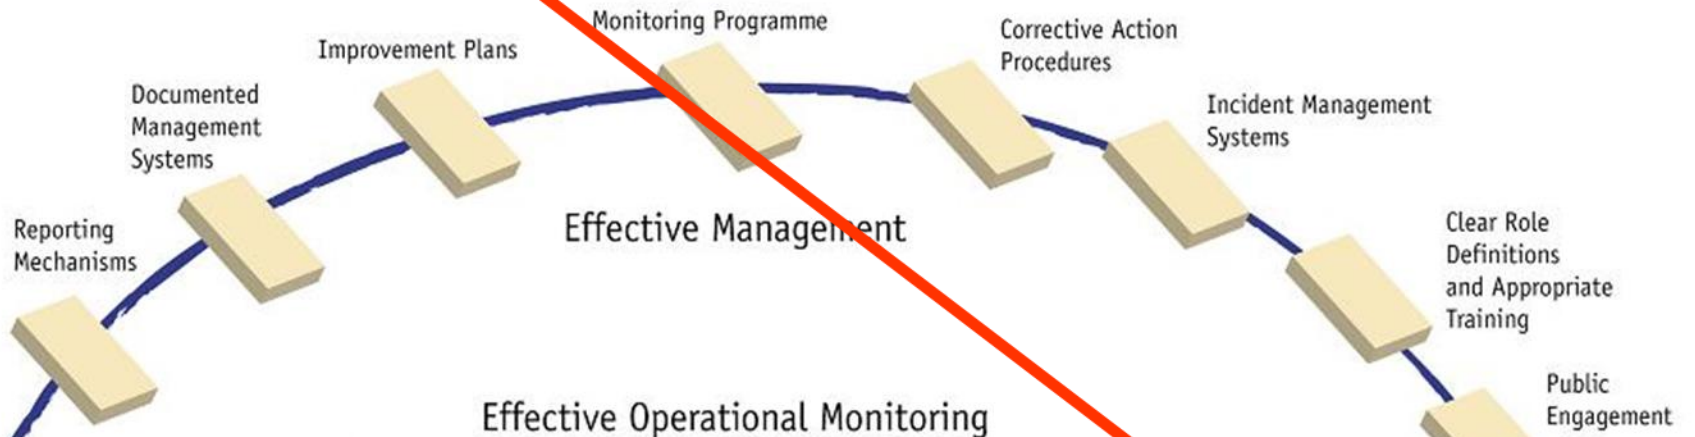 Monitoring Programme
Improvement Plans
Corrective Action
Procedures
Documented
Management
Systems
Incident Management
Systems
Reporting
Mechanisms
Effective Management
Clear Role
Definitions
and Appropriate
Training
Public
Engagement
Effective Operational Monitoring